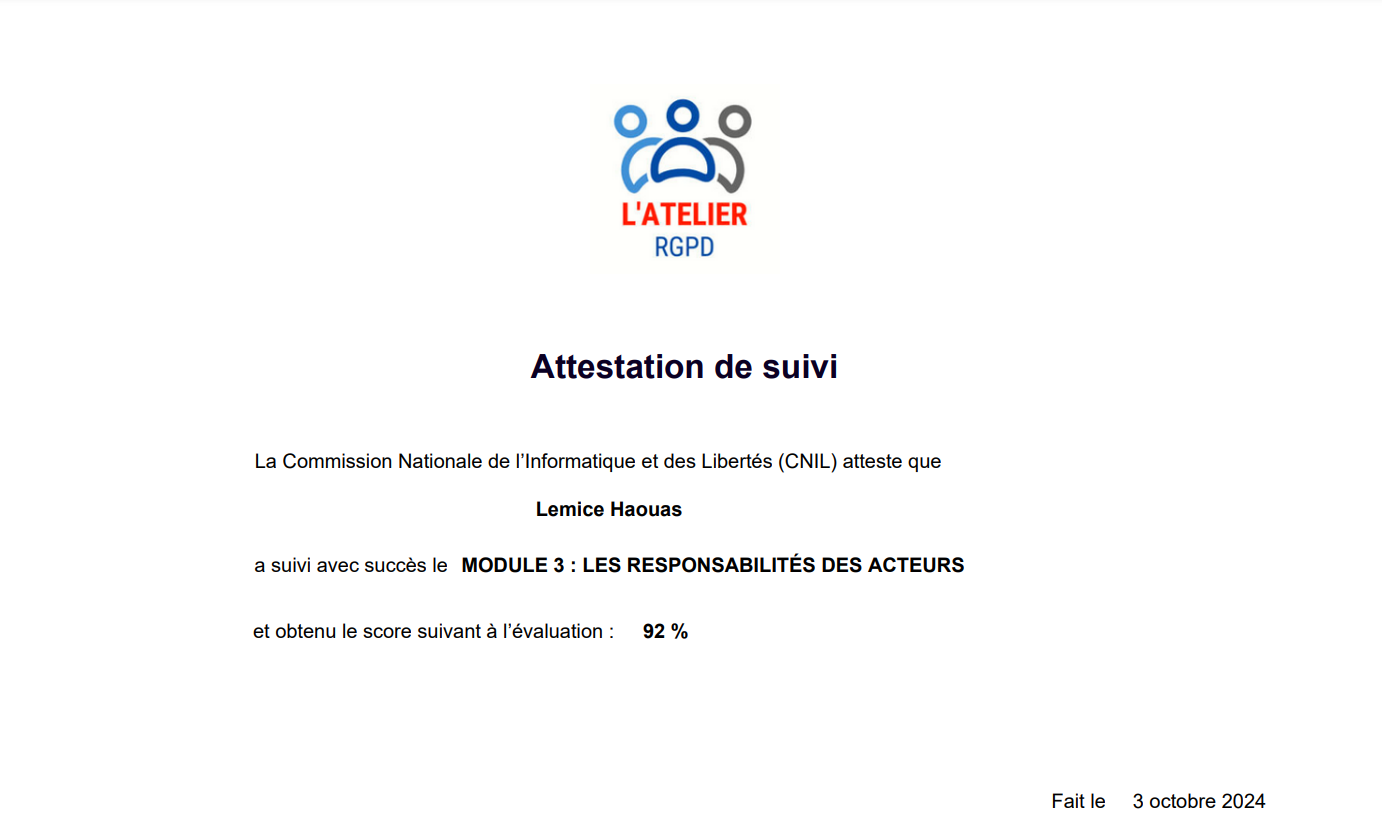 L'ATELIER
RGPD
Attestation de suivi
La Commission Nationale de l’Informatique et des Libertés (CNIL) atteste que
Lemice Haouas
a suivi avec succès le MODULE 3 : LES RESPONSABILITÉS DES ACTEURS
et obtenu le score suivant à l’évaluation : 92 %
Fait le 3 octobre 2024